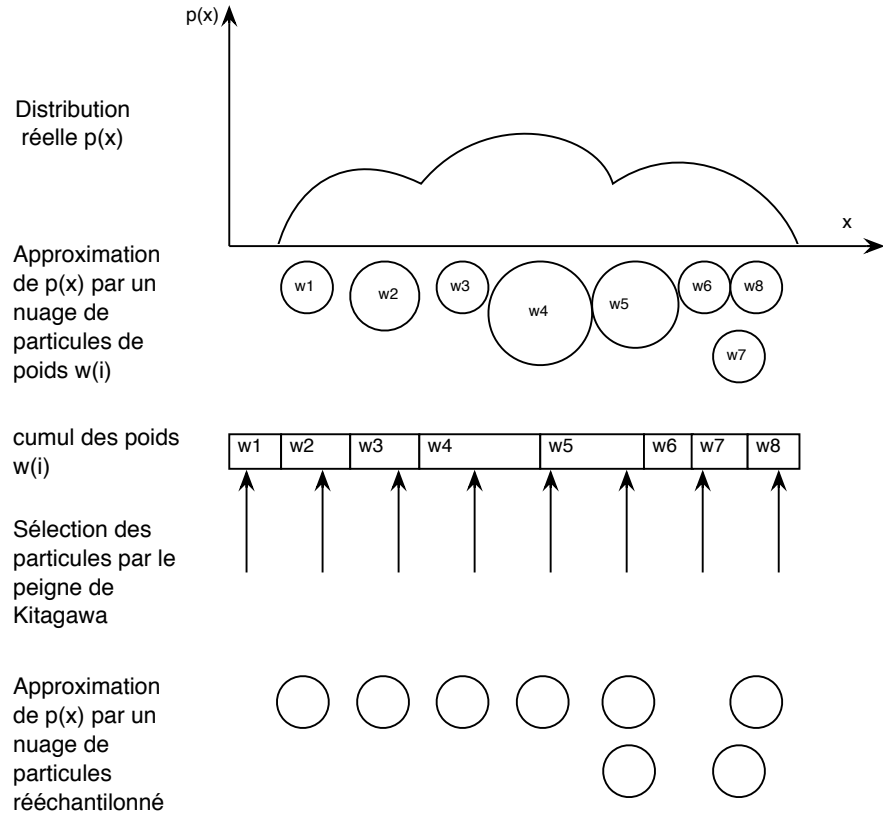 p(x)
Distribution
réelle p(x)
x
Approximation
de p(x) par un
nuage de
particules de
poids w(i)
w1
w2
w3
w4
w5
w6
w8
w7
cumul des poids
w(i)
w1 w2 w3 w4 w5 w6 w7 w8
Sélection des
particules par le
peigne de
Kitagawa
Approximation
de p(x) par un
nuage de
particules
rééchantilonné